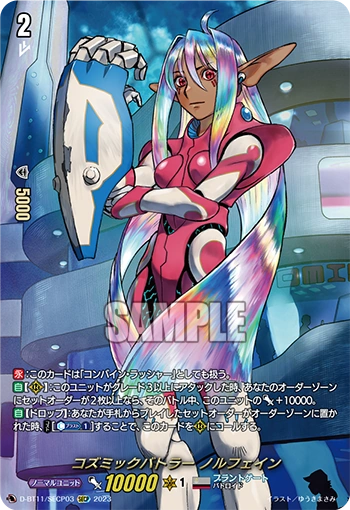 2
5000
SAMPLE
永:このカードは「コンバイン・ラッシャー」としても扱う。
自【R】:このユニットがグレード3以上にアタックした時、あなたのオーダーゾーン
にセットオーダーが2枚以上なら、そのバトル中、このユニットの+10000。
自【ドロップ】:あなたが手札からプレイしたセットオーダーがオーダーゾーンに置か
れた時、【コスト】[ブラスト1]することで、このカードを【R】にコールする。
コズミックバトラー ノルフェイン
ノーマルユニット 10000 1 ブラントゲート
バトロイド
D-BT11/SECP03 SECP 2023 イラスト/ゆうきまさみ